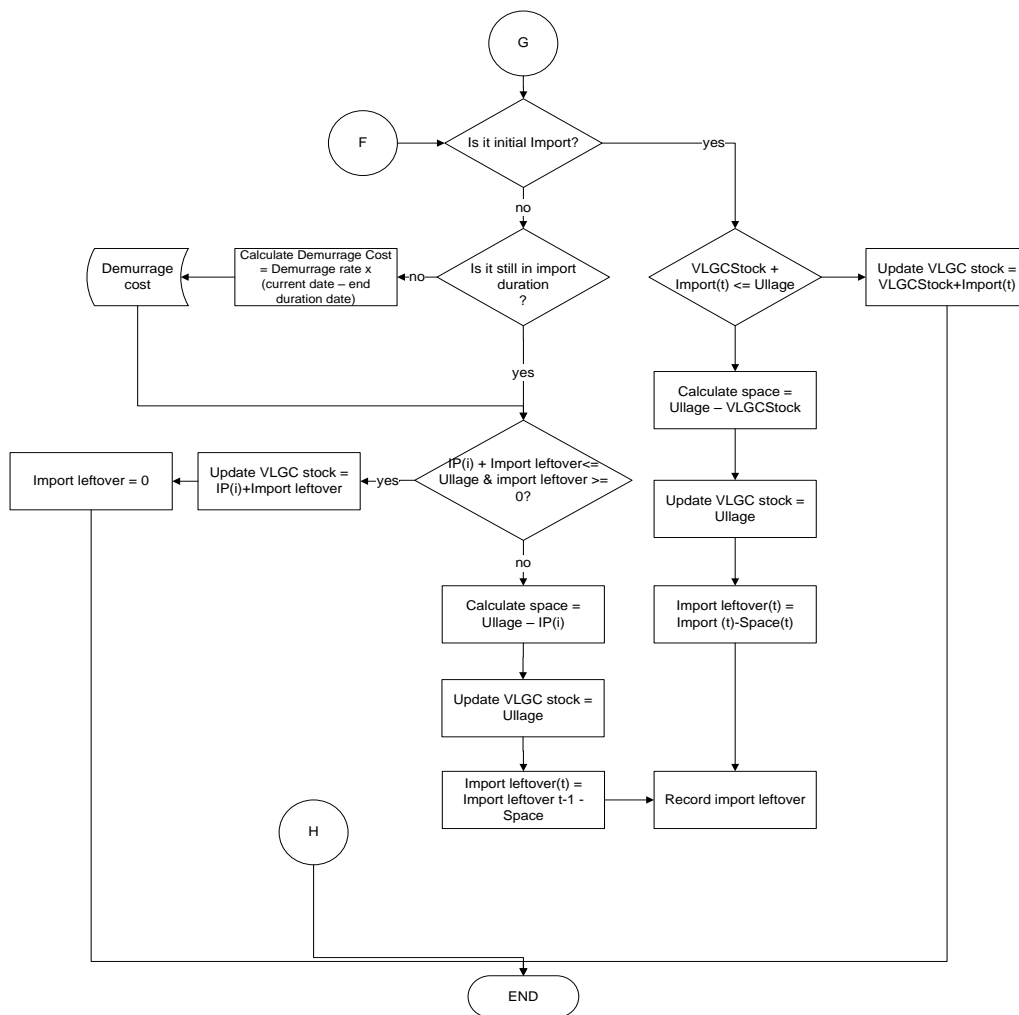 G
F
Is it initial Import?
yes
no
Demurrage
cost
Calculate Demurrage Cost
= Demurrage rate x
(current date – end
duration date)
no
Is it still in import
duration
?
VLGCStock +
Import(t) <= Ullage
Update VLGC stock =
VLGCStock+Import(t)
yes
Calculate space =
Ullage – VLGCStock
Import leftover = 0
Update VLGC stock =
IP(i)+Import leftover
yes
IP(i) + Import leftover<=
Ullage & import leftover >=
0?
Update VLGC stock =
Ullage
no
Calculate space =
Ullage – IP(i)
Import leftover(t) =
Import (t)-Space(t)
Update VLGC stock =
Ullage
Import leftover(t) =
Import leftover t-1 -
Space
Record import leftover
H
END